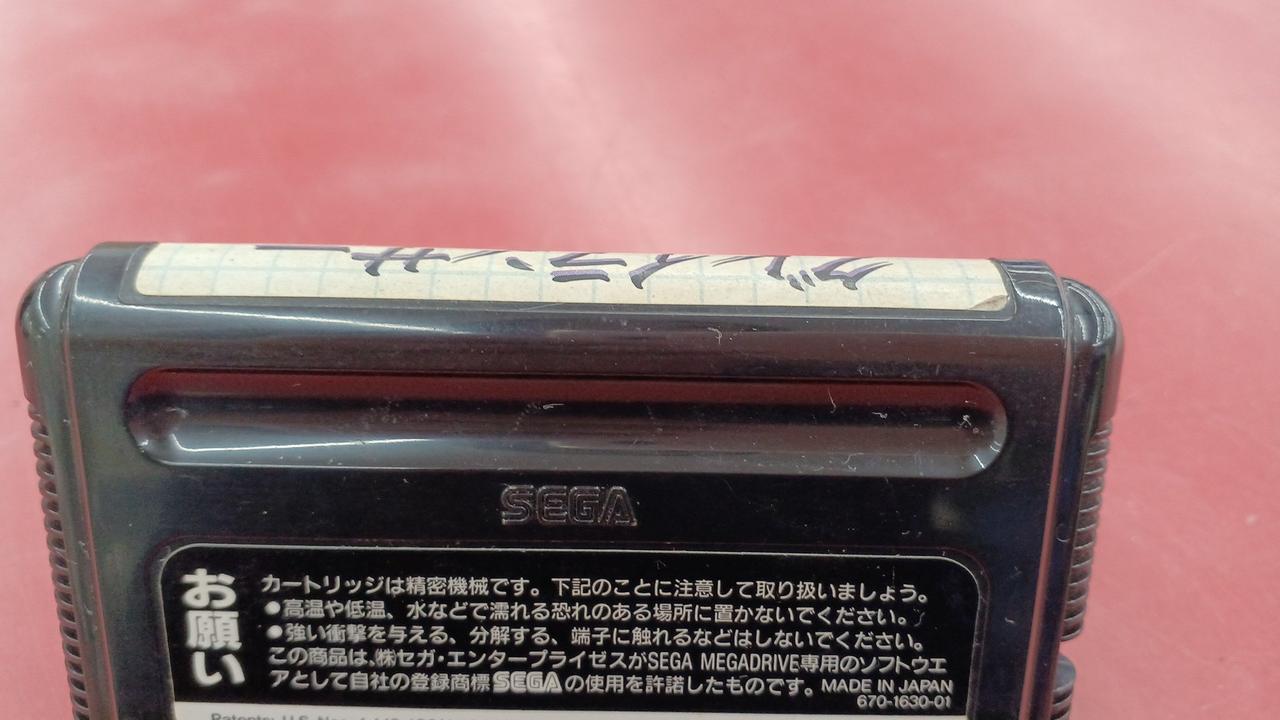 グレイランサー
SEGA
お願い
カートリッジは精密機械です。下記のことに注意して取り扱いましょう。
●高温や低温、水などで濡れる恐れのある場所に置かないでください。
●強い衝撃を与える、分解する、端子に触れるなどはしないでください。
この商品は、㈱セガ・エンタープライゼスがSEGA MEGADRIVE専用のソフトウエ
アとして自社の登録商標SEGAの使用を許諾したものです。MADE IN JAPAN
670-1630-01